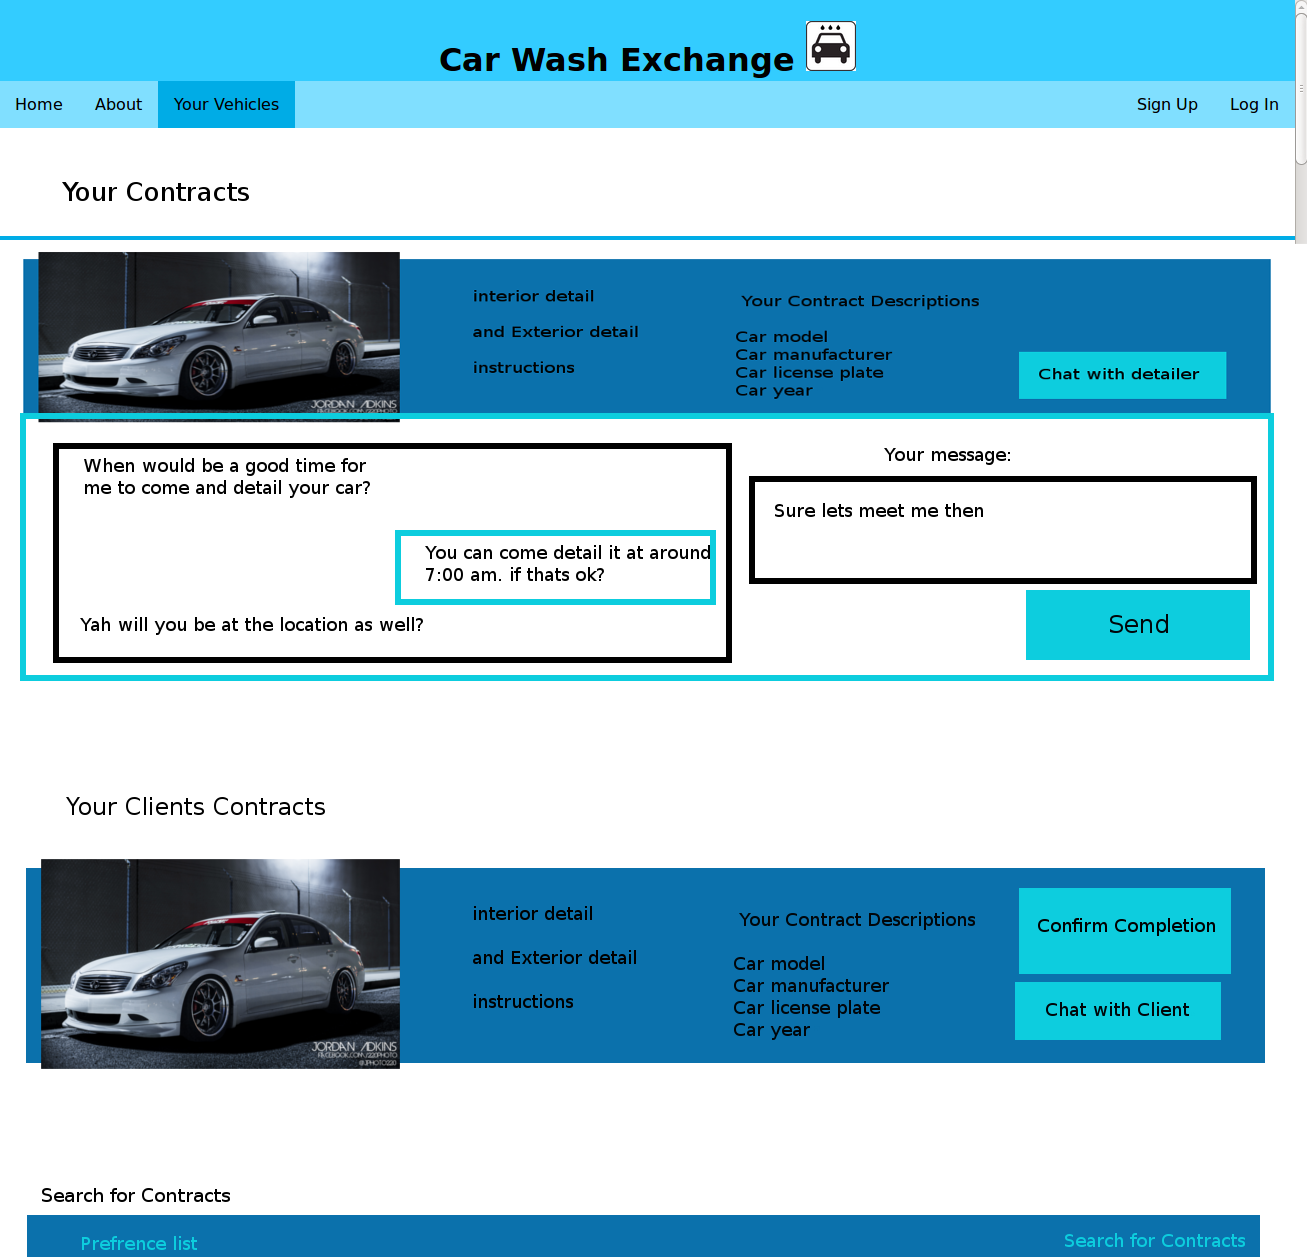 Car Wash Exchange
Home About Your Vehicles Sign Up Log In
Your Contracts
interior detail
and Exterior detail
instructions
Your Contract Descriptions
Car model
Car manufacturer
Car license plate
Car year
Chat with detailer
JORDAN ADKINS
When would be a good time for
me to come and detail your car?
You can come detail it at around
7:00 am. if thats ok?
Yah will you be at the location as well?
Your message:
Sure lets meet me then
Send
Your Clients Contracts
JORDAN ADKINS
FACEBOOK.COM/J220PHOTO
interior detail
and Exterior detail
instructions
Your Contract Descriptions
Car model
Car manufacturer
Car license plate
Car year
Confirm Completion
Chat with Client
Search for Contracts
Prefrence list
Search for Contracts